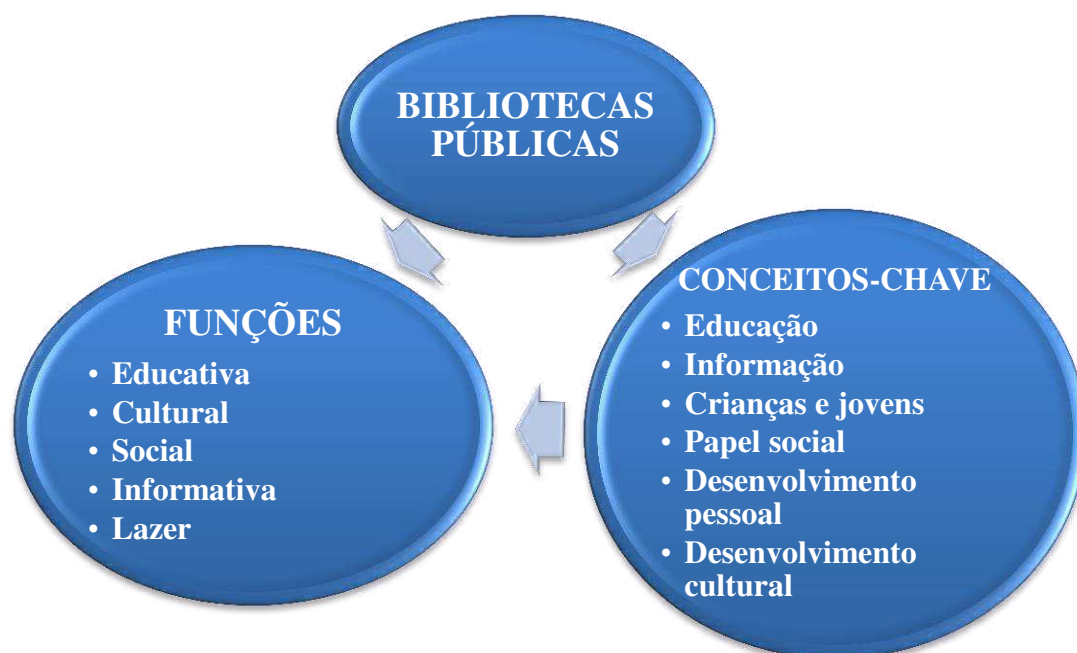 BIBLIOTECAS
PÚBLICAS
FUNÇÕES
• Educativa
• Cultural
• Social
• Informativa
• Lazer
CONCEITOS-CHAVE
• Educação
• Informação
• Crianças e jovens
• Papel social
• Desenvolvimento
pessoal
• Desenvolvimento
cultural